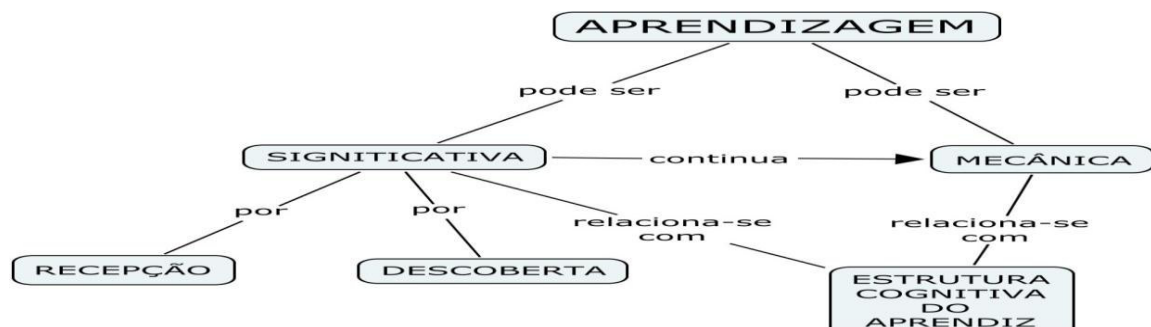 APRENDIZAGEM
pode ser
pode ser
SIGNITICATIVA
continua
MECÂNICA
por
por
relaciona-se
com
relaciona-se
com
RECEPÇÃO
DESCOBERTA
ESTRUTURA
COGNITIVA
DO
APRENDIZ